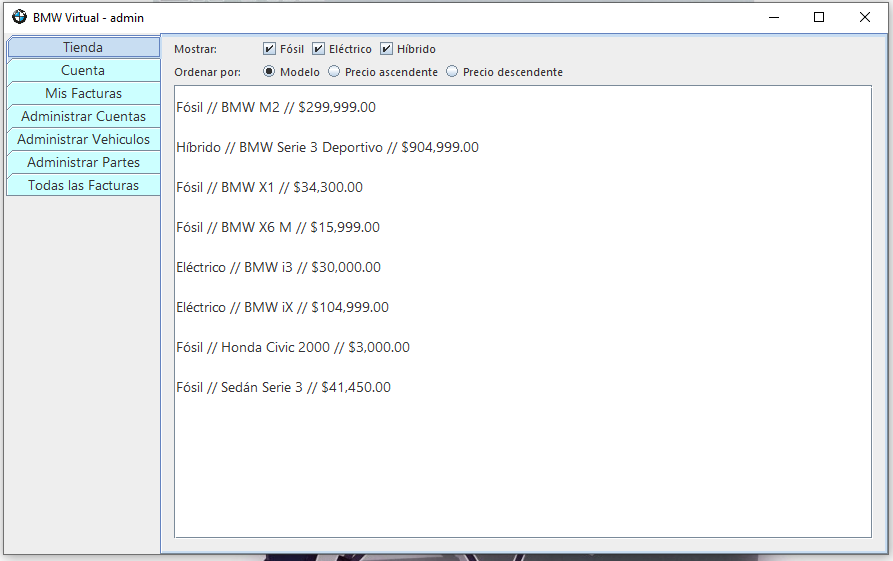 BMW Virtual - admin
Tienda
Cuenta
Mis Facturas
Administrar Cuentas
Administrar Vehiculos
Administrar Partes
Todas las Facturas
Mostrar: Fósil Eléctrico Híbrido
Ordenar por: Modelo Precio ascendente Precio descendente
Fósil // BMW M2 // $299,999.00
Híbrido // BMW Serie 3 Deportivo // $904,999.00
Fósil // BMW X1 // $34,300.00
Fósil // BMW X6 M // $15,999.00
Eléctrico // BMW i3 // $30,000.00
Eléctrico // BMW iX // $104,999.00
Fósil // Honda Civic 2000 // $3,000.00
Fósil // Sedán Serie 3 // $41,450.00